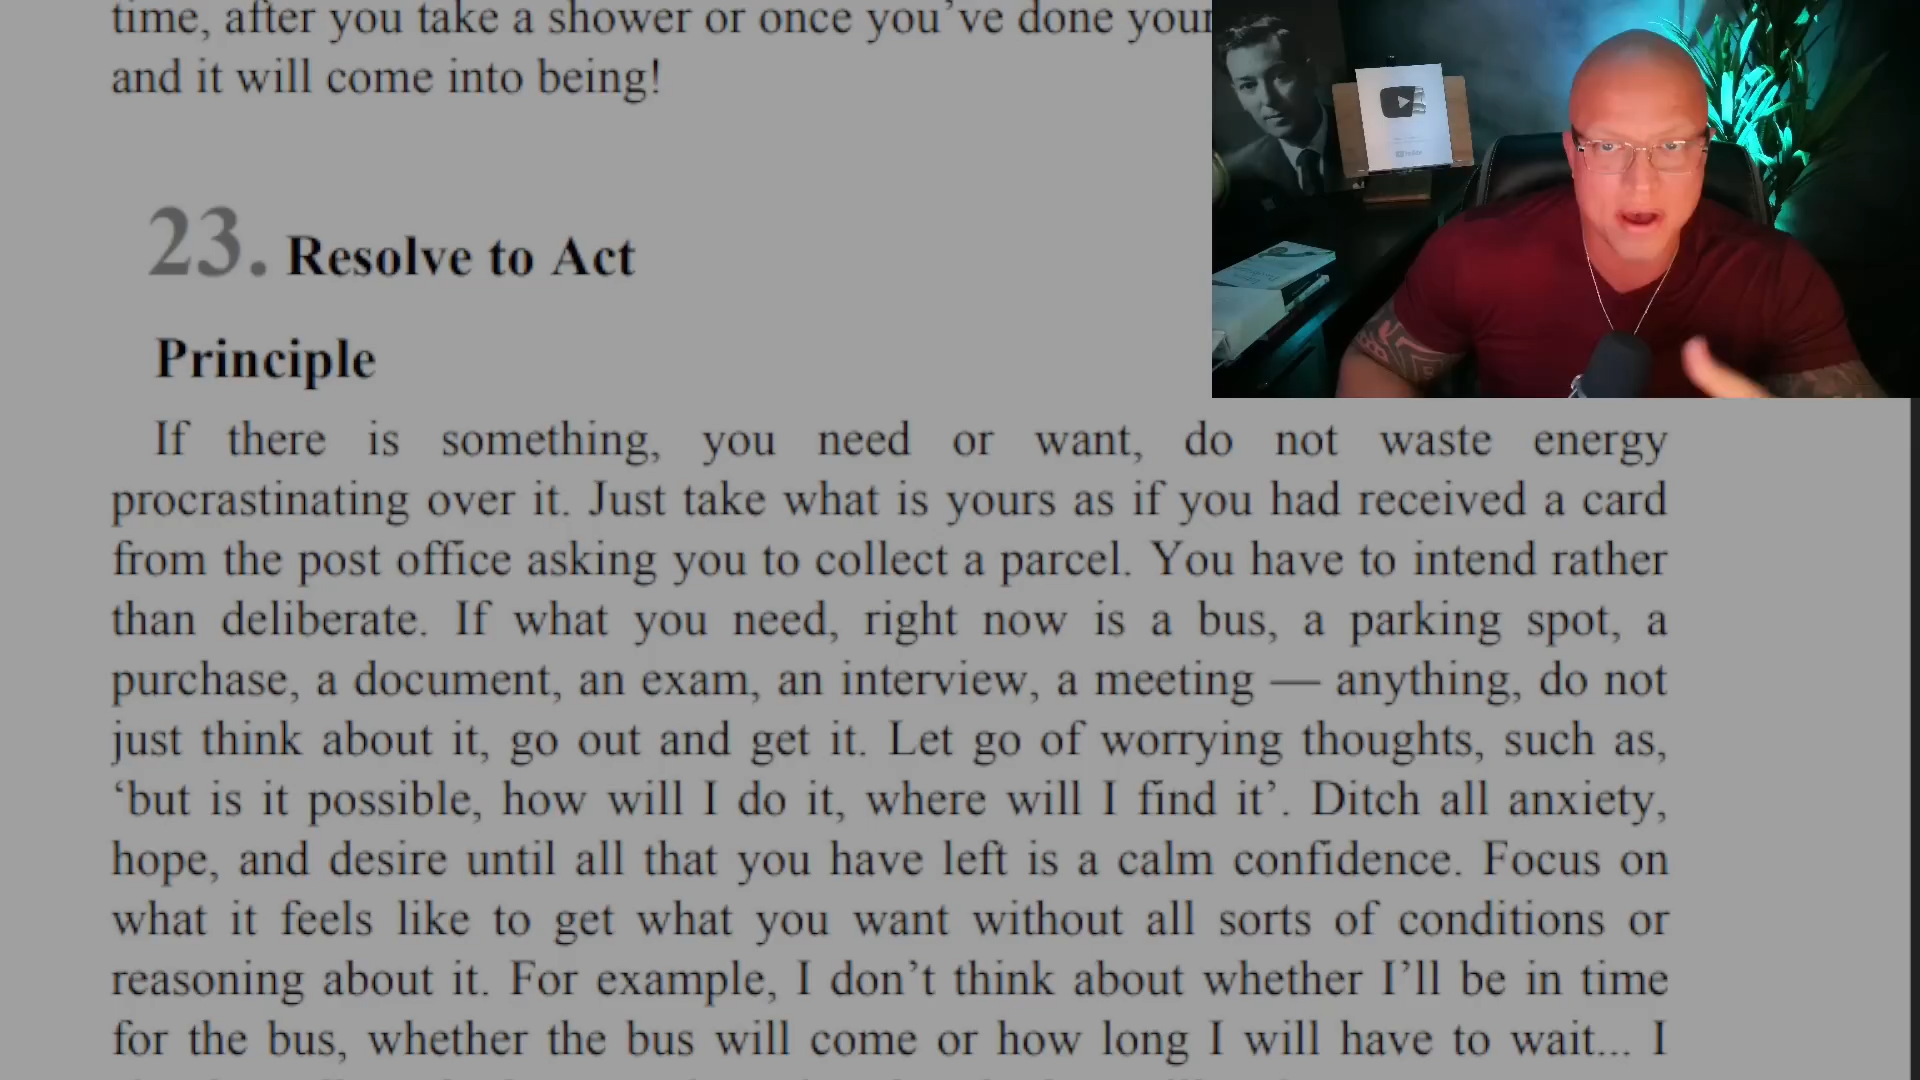 time, after you take a shower or once you’ve done your
and it will come into being!
23. Resolve to Act
Principle
If there is something, you need or want, do not waste energy
procrastinating over it. Just take what is yours as if you had received a card
from the post office asking you to collect a parcel. You have to intend rather
than deliberate. If what you need, right now is a bus, a parking spot, a
purchase, a document, an exam, an interview, a meeting — anything, do not
just think about it, go out and get it. Let go of worrying thoughts, such as,
‘but is it possible, how will I do it, where will I find it’. Ditch all anxiety,
hope, and desire until all that you have left is a calm confidence. Focus on
what it feels like to get what you want without all sorts of conditions or
reasoning about it. For example, I don’t think about whether I’ll be in time
for the bus, whether the bus will come or how long I will have to wait... I